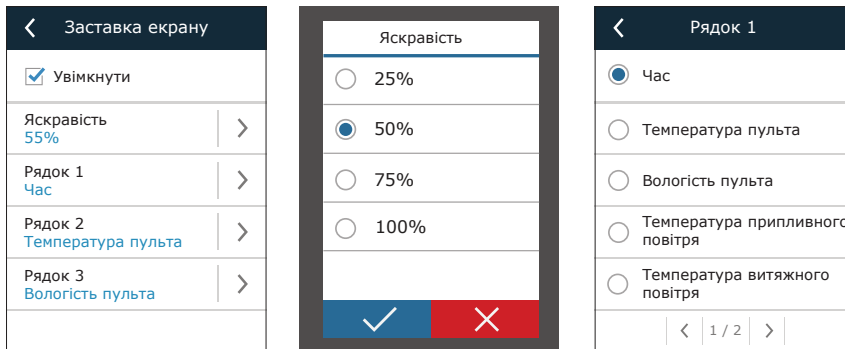 Заставка екрану
Увімкнути
Яскравість
55%
Рядок 1
Час
Рядок 2
Температура пульта
Рядок 3
Вологість пульта
Яскравість
25%
50%
75%
100%
Рядок 1
Час
Температура пульта
Вологість пульта
Температура припливного
повітря
Температура витяжного
повітря
1 / 2